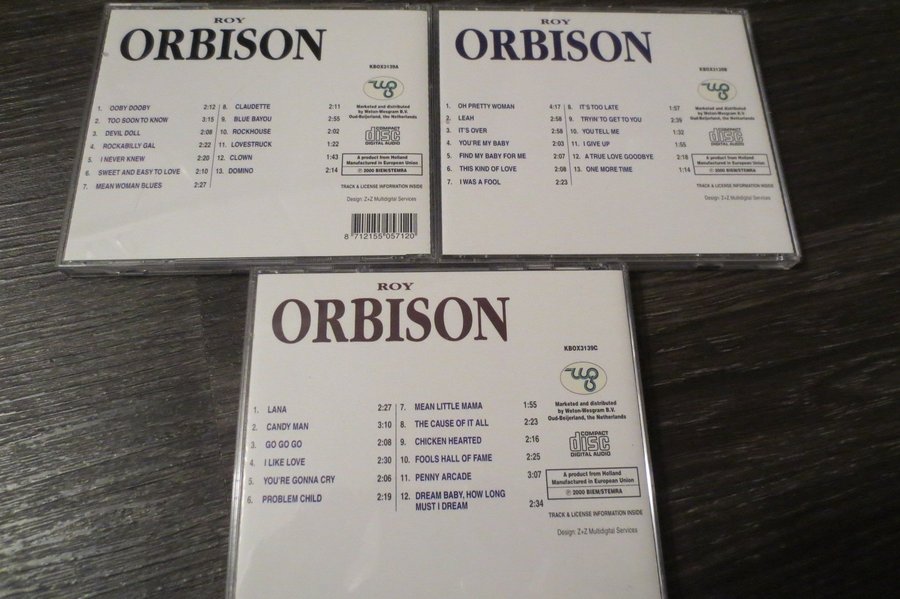 ROY
ORBISON
KBOX3139A
1. OOBY DOOBY 2:12
2. TOO SOON TO KNOW 3:15
3. DEVIL DOLL 2:08
4. ROCKABILLY GAL 2:22
5. I NEVER KNEW 2:20
6. SWEET AND EASY TO LOVE 2:10
7. MEAN WOMAN BLUES 2:27
8. CLAUDETTE 2:11
9. BLUE BAYOU 2:55
10. ROCKHOUSE 2:02
11. LOVESTRUCK 1:22
12. CLOWN 1:43
13. DOMINO 2:14
Marketed and distributed
by Weton-Wesgram B.V.
Oud-Beijerland, the Netherlands
COMPACT
disc
DIGITAL AUDIO
A product from Holland
Manufactured in European Union
℗ 2000 BIEM/STEMRA
TRACK & LICENSE INFORMATION INSIDE
Design: Z+Z Multidigital Services
8 712155 057120
ROY
ORBISON
KBOX3139B
1. OH PRETTY WOMAN 4:17
2. LEAH 2:58
3. IT'S OVER 2:58
4. YOU'RE MY BABY 2:03
5. FIND MY BABY FOR ME 2:07
6. THIS KIND OF LOVE 2:08
7. I WAS A FOOL 2:23
8. IT'S TOO LATE 1:57
9. TRYIN' TO GET TO YOU 2:39
10. YOU TELL ME 1:32
11. I GIVE UP 1:55
12. A TRUE LOVE GOODBYE 2:18
13. ONE MORE TIME 1:14
Marketed and distributed
by Weton-Wesgram B.V.
Oud-Beijerland, the Netherlands
COMPACT
disc
DIGITAL AUDIO
A product from Holland
Manufactured in European Union
℗ 2000 BIEM/STEMRA
TRACK & LICENSE INFORMATION INSIDE
Design: Z+Z Multidigital Services
ROY
ORBISON
KBOX3139C
1. LANA 2:27
2. CANDY MAN 3:10
3. GO GO GO 2:08
4. I LIKE LOVE 2:30
5. YOU'RE GONNA CRY 2:06
6. PROBLEM CHILD 2:19
7. MEAN LITTLE MAMA 1:55
8. THE CAUSE OF IT ALL 2:23
9. CHICKEN HEARTED 2:16
10. FOOLS HALL OF FAME 2:25
11. PENNY ARCADE 3:07
12. DREAM BABY, HOW LONG
MUST I DREAM 2:34
WG
Marketed and distributed
by Weton-Wesgram B.V.
Oud-Beijerland, the Netherlands
COMPACT
disc
DIGITAL AUDIO
A product from Holland
Manufactured in European Union
℗ 2000 BIEM/STEMRA
TRACK & LICENSE INFORMATION INSIDE
Design: Z+Z Multidigital Services